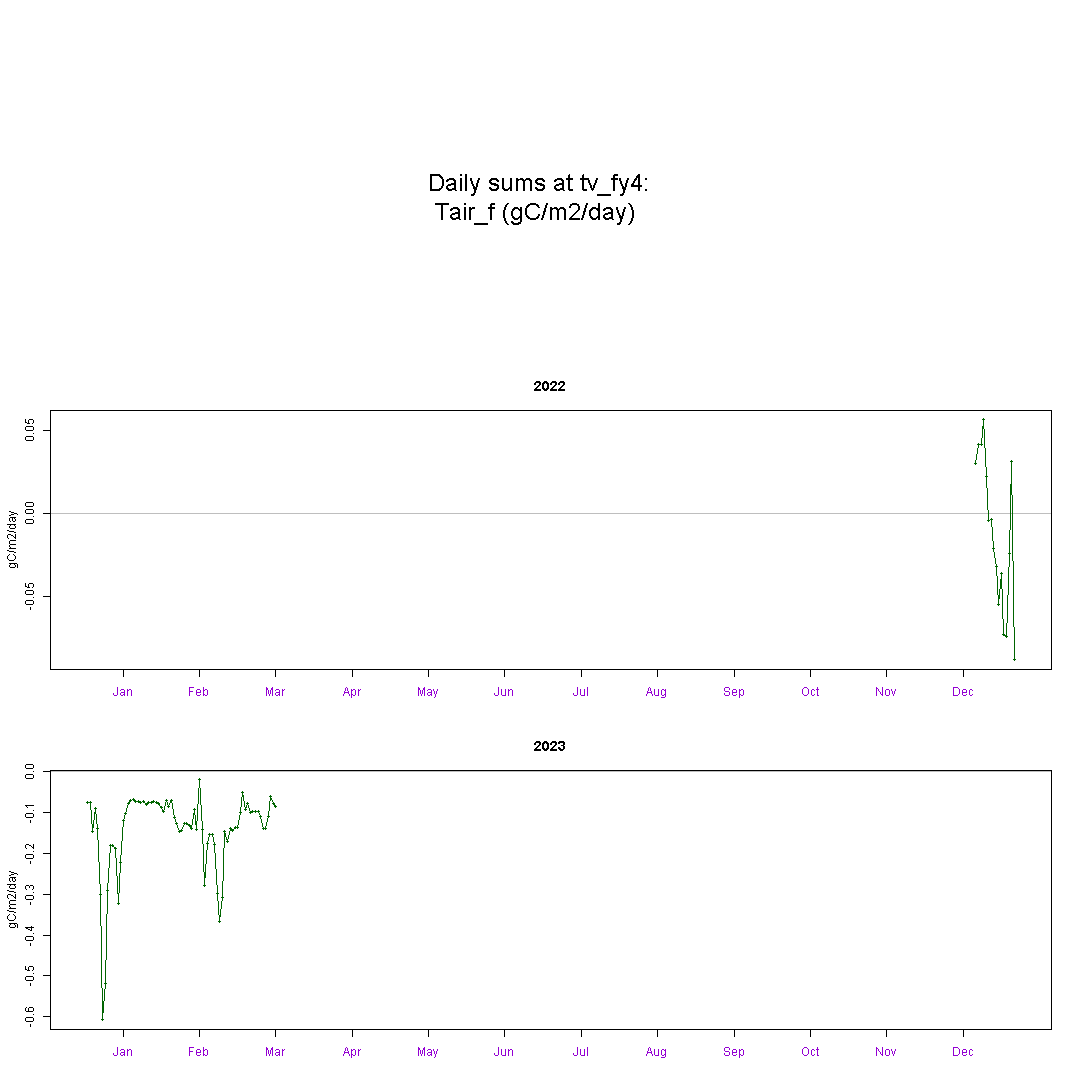 Daily sums at tv_fy4:
Tair_f (gC/m2/day)
2022
gC/m2/day
0.05
0.00
-0.05
Jan Feb Mar Apr May Jun Jul Aug Sep Oct Nov Dec
2023
gC/m2/day
0.0
-0.1
-0.2
-0.3
-0.4
-0.5
-0.6
Jan Feb Mar Apr May Jun Jul Aug Sep Oct Nov Dec